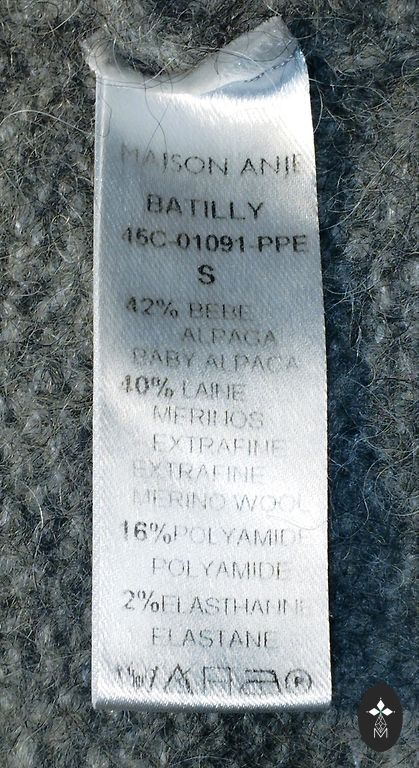 MAISON ANJE
BATILLY
46C-01091-PPE
S
42% BEBE
ALPAGA
BABY ALPACA
40% LAINE
MERINOS
EXTRAFINE
EXTRAFINE
MERINO WOOL
16% POLYAMIDE
POLYAMIDE
2% ELASTHANNE
ELASTANE
P
M